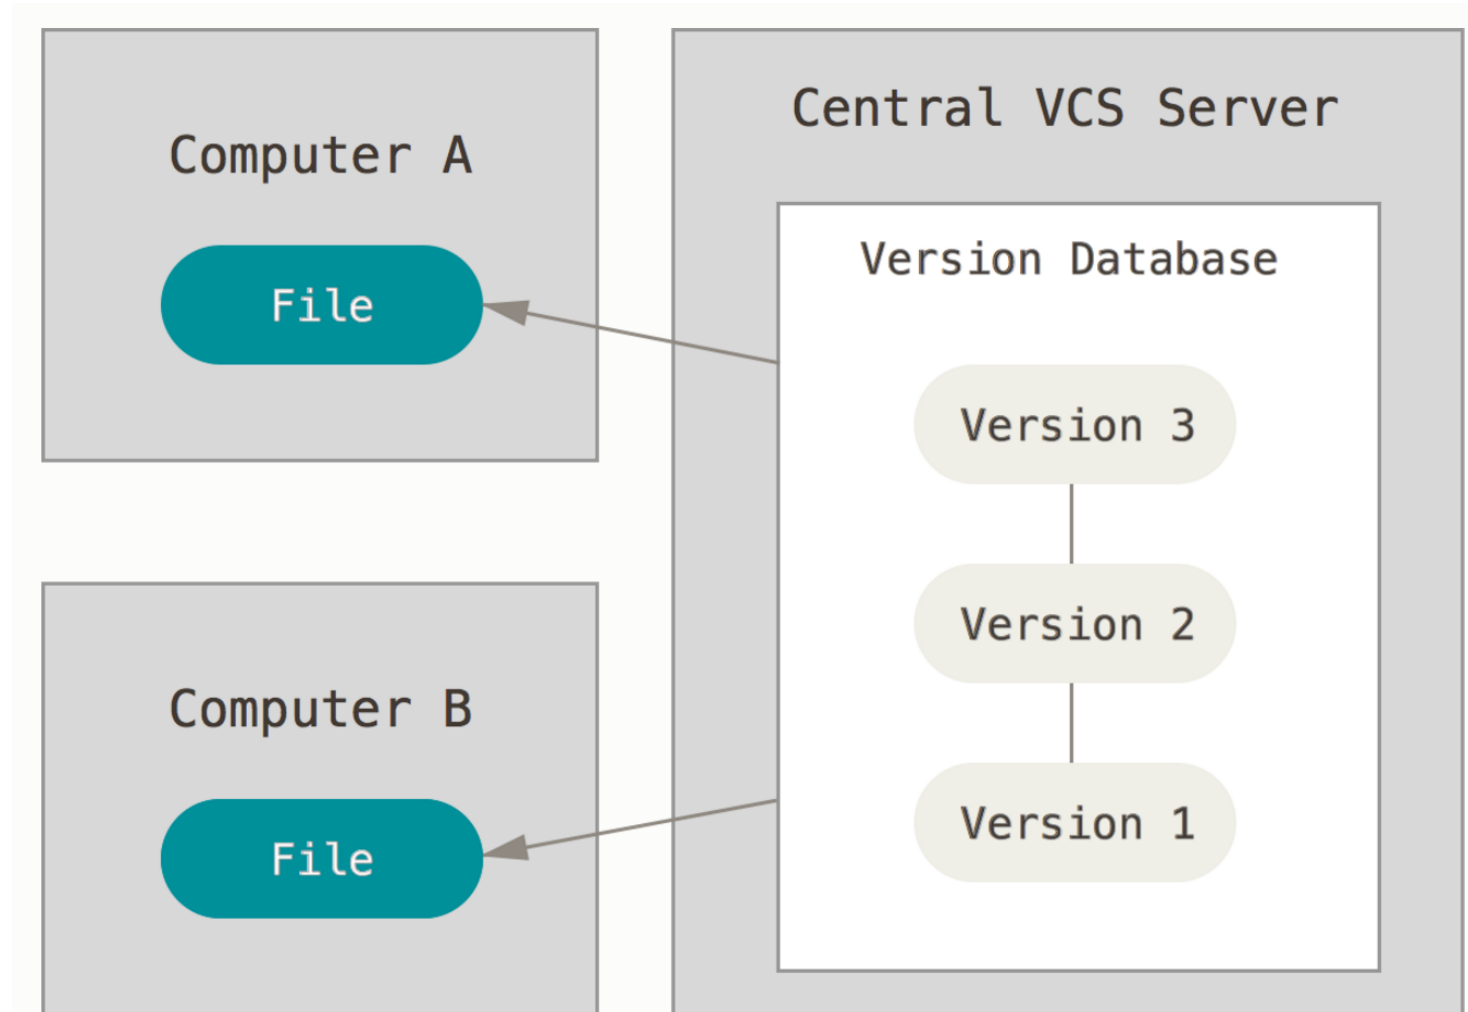 Computer A
File
Computer B
File
Central VCS Server
Version Database
Version 3
Version 2
Version 1